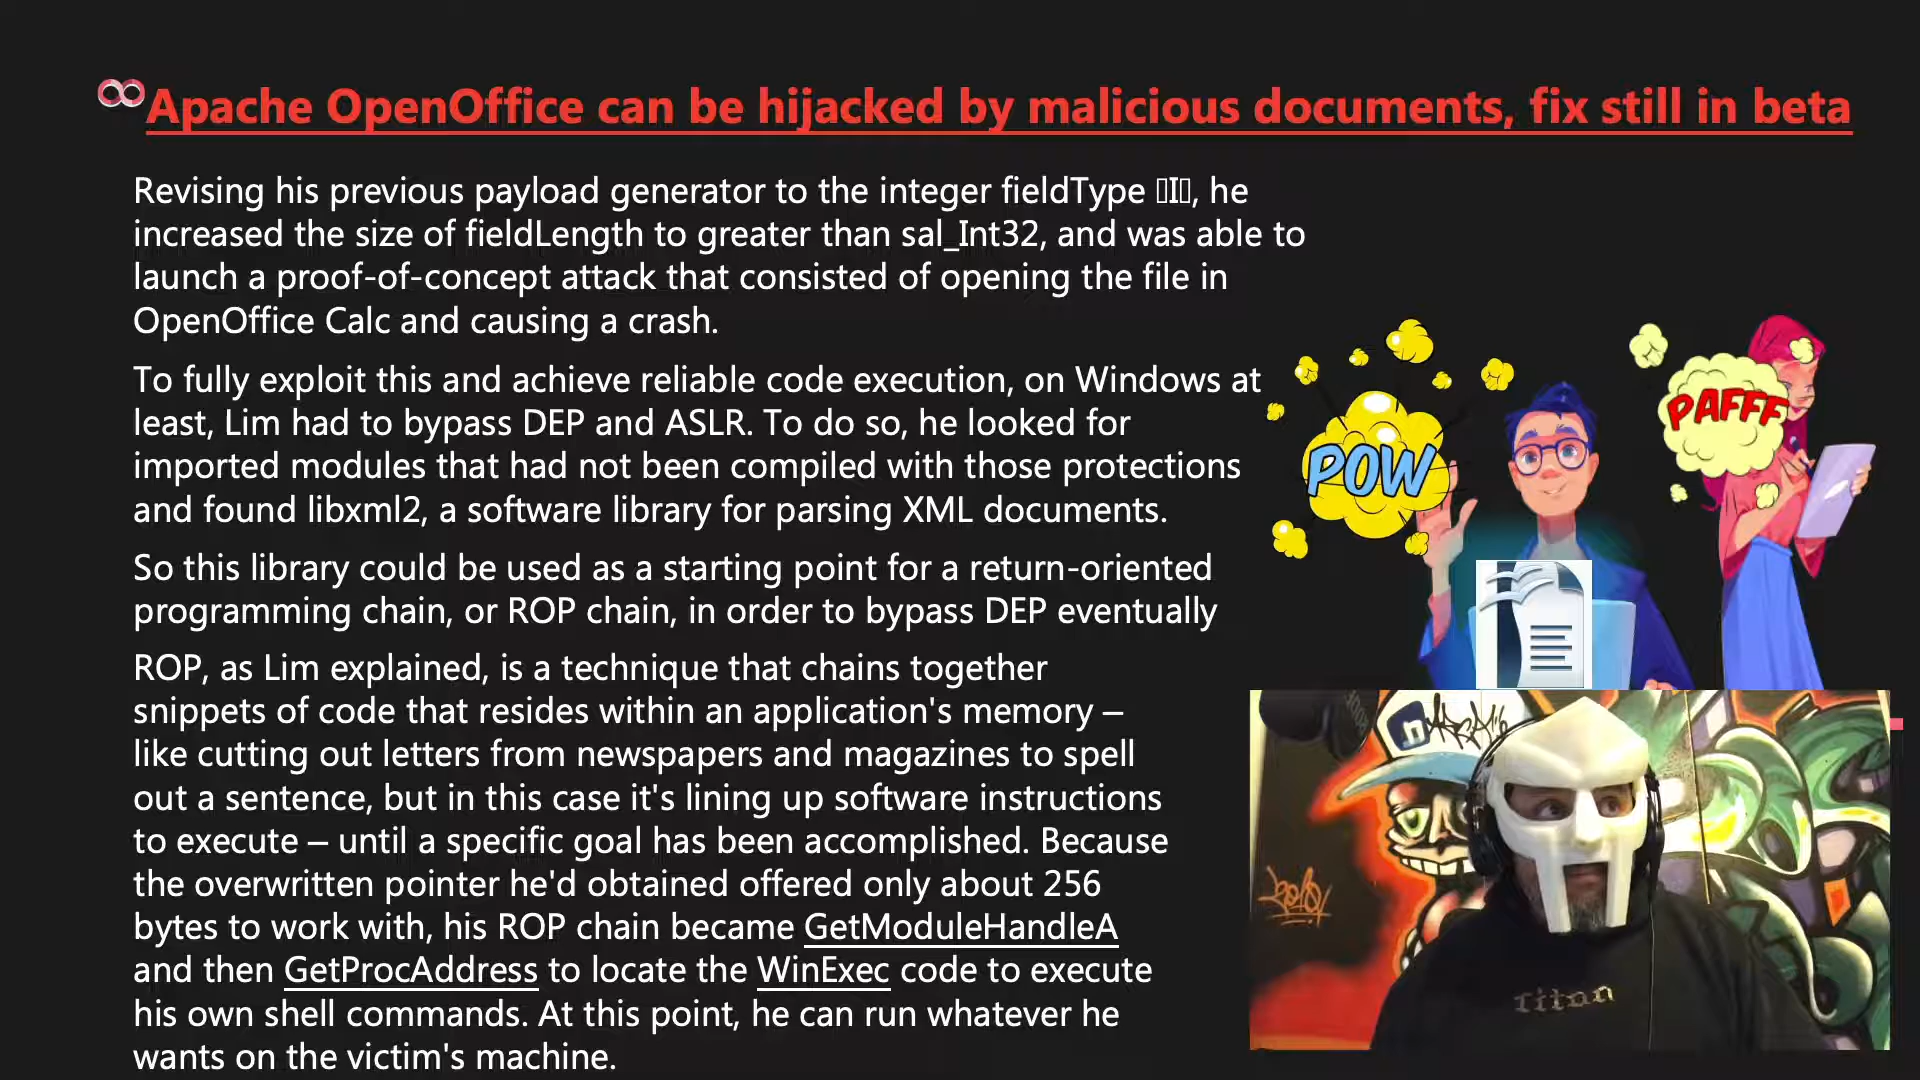 Apache OpenOffice can be hijacked by malicious documents, fix still in beta
Revising his previous payload generator to the integer fieldType ▯I▯, he
increased the size of fieldLength to greater than sal_Int32, and was able to
launch a proof-of-concept attack that consisted of opening the file in
OpenOffice Calc and causing a crash.
To fully exploit this and achieve reliable code execution, on Windows at
least, Lim had to bypass DEP and ASLR. To do so, he looked for
imported modules that had not been compiled with those protections
and found libxml2, a software library for parsing XML documents.
So this library could be used as a starting point for a return-oriented
programming chain, or ROP chain, in order to bypass DEP eventually
ROP, as Lim explained, is a technique that chains together
snippets of code that resides within an application's memory —
like cutting out letters from newspapers and magazines to spell
out a sentence, but in this case it's lining up software instructions
to execute — until a specific goal has been accomplished. Because
the overwritten pointer he'd obtained offered only about 256
bytes to work with, his ROP chain became GetModuleHandleA
and then GetProcAddress to locate the WinExec code to execute
his own shell commands. At this point, he can run whatever he
wants on the victim's machine.
POW
PAFFF
Titan